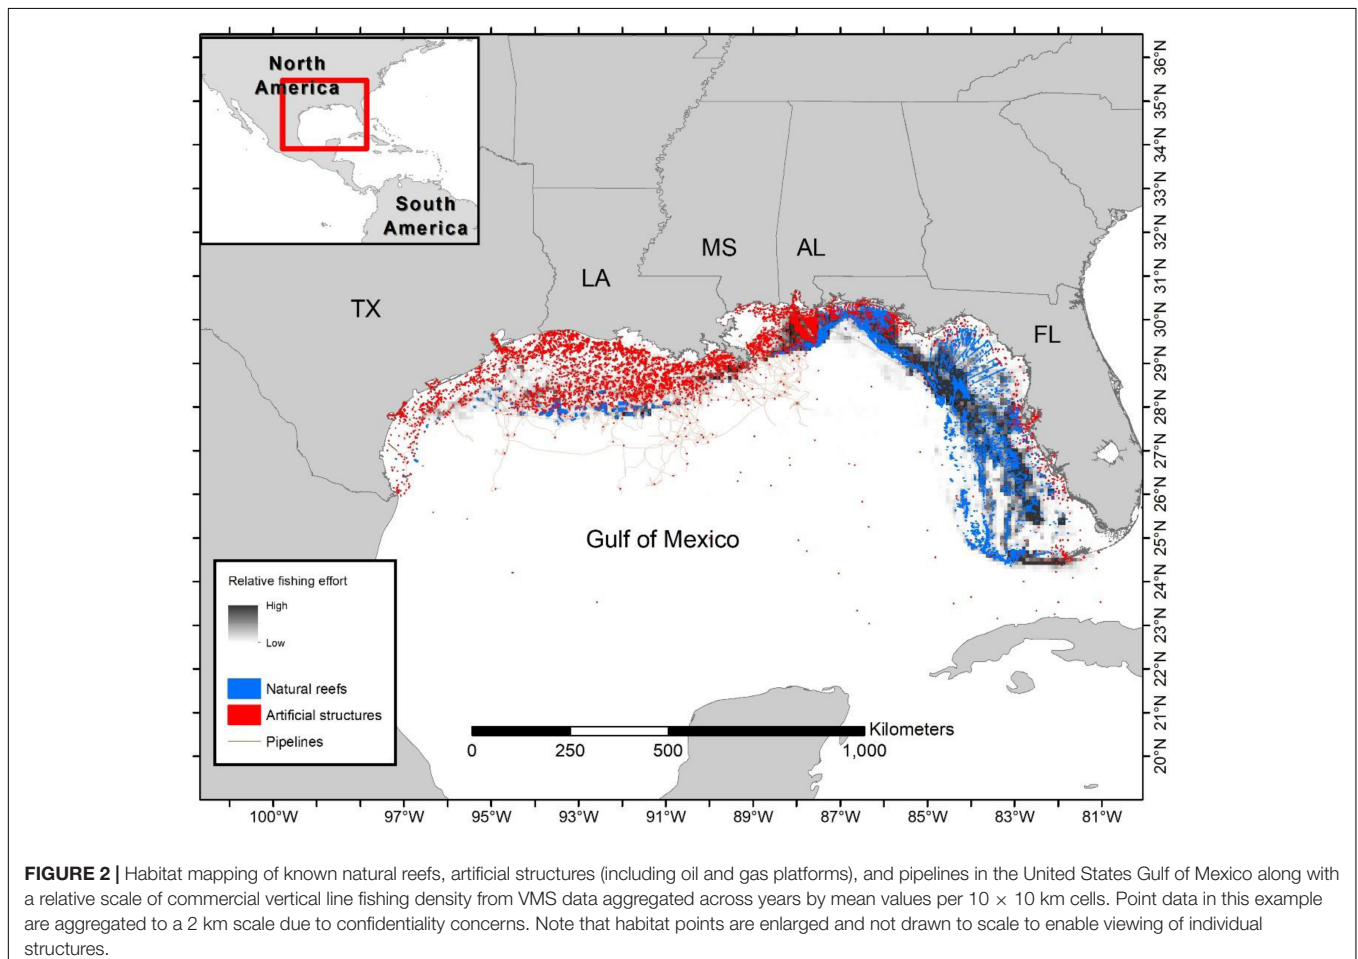 North
America
South
America
TX
LA
MS
AL
FL
Gulf of Mexico
36°N
35°N
34°N
33°N
32°N
31°N
30°N
29°N
28°N
27°N
26°N
25°N
24°N
23°N
22°N
21°N
20°N
Relative fishing effort
High
Low
Natural reefs
Artificial structures
Pipelines
Kilometers
0 250 500 1,000
100°W 97°W 95°W 93°W 91°W 89°W 87°W 85°W 83°W 81°W
FIGURE 2 | Habitat mapping of known natural reefs, artificial structures (including oil and gas platforms), and pipelines in the United States Gulf of Mexico along with
a relative scale of commercial vertical line fishing density from VMS data aggregated across years by mean values per 10 × 10 km cells. Point data in this example
are aggregated to a 2 km scale due to confidentiality concerns. Note that habitat points are enlarged and not drawn to scale to enable viewing of individual
structures.